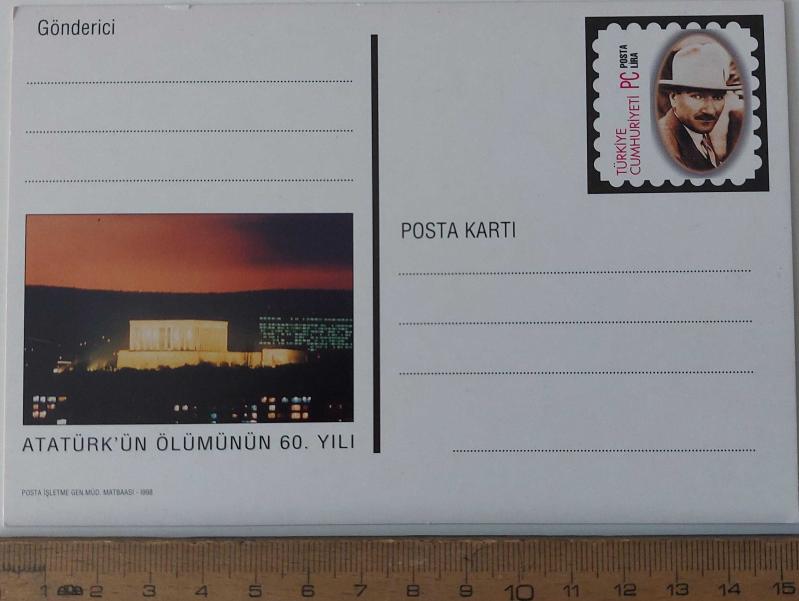 Gönderici
TÜRKİYE
CUMHURİYETİ
PC
POSTA
LİRA
POSTA KARTI
ATATÜRK'ÜN ÖLÜMÜNÜN 60. YILI
POSTA İŞLETME GEN.MÜD. MATBAASI - 1998
1 2 3 4 5 6 7 8 9 10 11 12 13 14 15